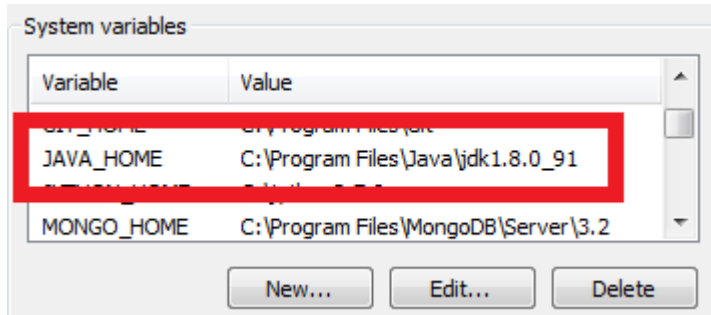 System variables
Variable Value
JAVA_HOME C:\Program Files\Java\jdk1.8.0_91
MONGO_HOME C:\Program Files\MongoDB\Server\3.2
New... Edit... Delete